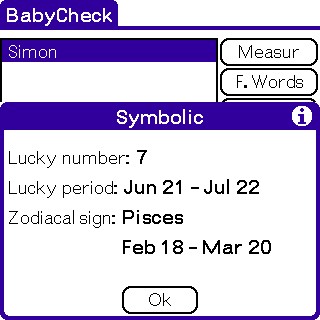 BabyCheck
Simon
Measur
F. Words
Symbolic
Lucky number: 7
Lucky period: Jun 21 - Jul 22
Zodiacal sign: Pisces
Feb 18 - Mar 20
Ok